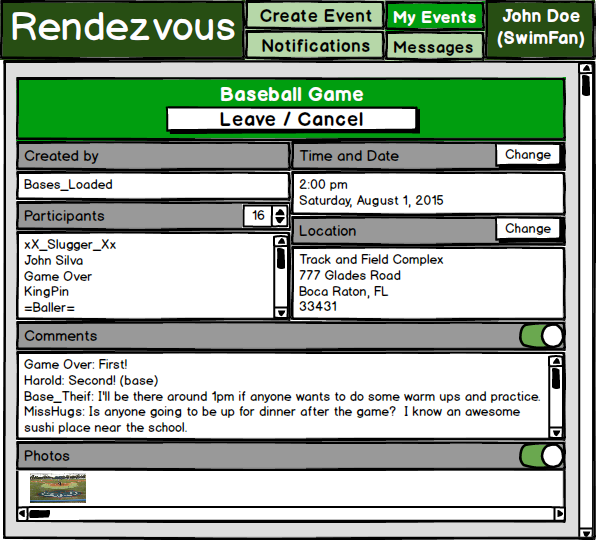 Rendezvous
Create Event
My Events
John Doe
(SwimFan)
Notifications
Messages
Baseball Game
Leave / Cancel
Created by
Time and Date
Change
Bases_Loaded
2:00 pm
Saturday, August 1, 2015
Participants
16
Location
Change
xX_Slugger_Xx
John Silva
Game Over
KingPin
=Baller=
Track and Field Complex
777 Glades Road
Boca Raton, FL
33431
Comments
Game Over: First!
Harold: Second! (base)
Base_Theif: I'll be there around 1pm if anyone wants to do some warm ups and practice.
MissHugs: Is anyone going to be up for dinner after the game? I know an awesome
sushi place near the school.
Photos